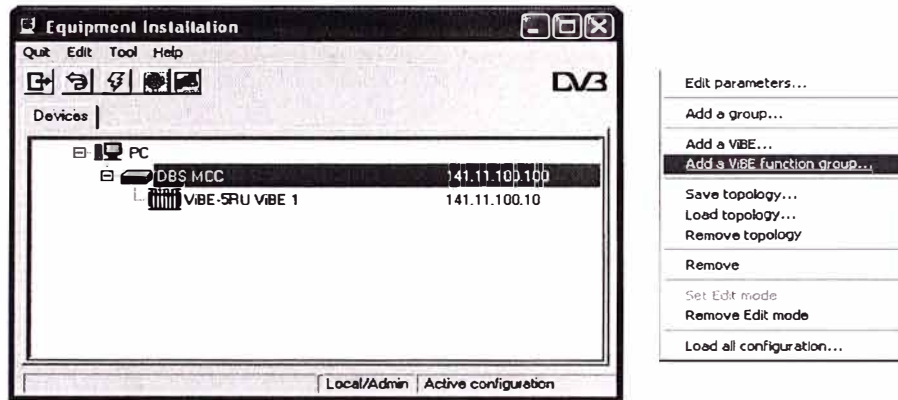 Equipment Installation
Quit Edit Tool Help
DVB
Devices
PC
DBS MCC 141.11.100.100
ViBE-5RU ViBE 1 141.11.100.10
Local/Admin Active configuration
Edit parameters...
Add a group...
Add a ViBE...
Add a ViBE function group...
Save topology...
Load topology...
Remove topology
Remove
Set Edit mode
Remove Edit mode
Load all configuration...